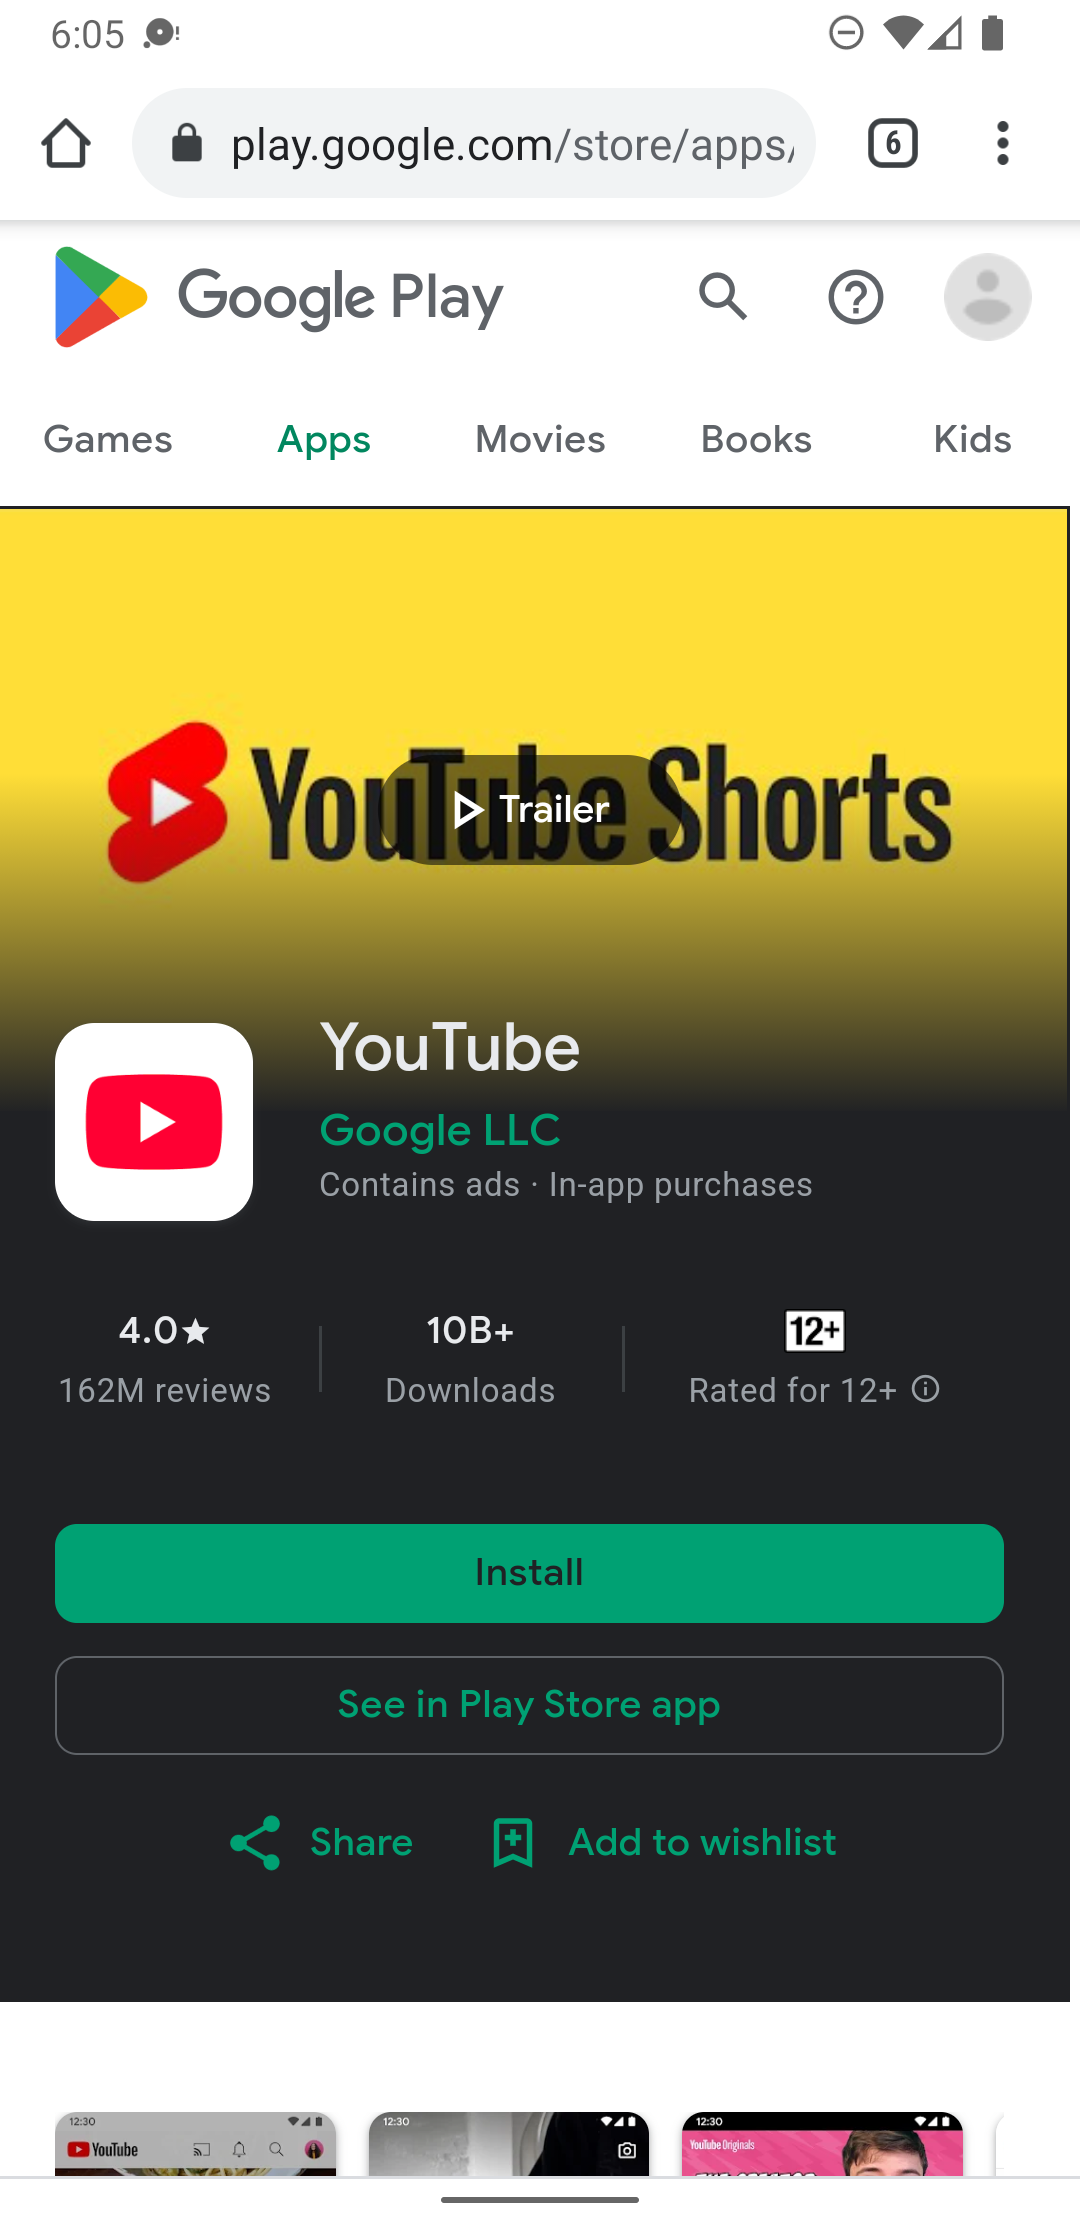 6:05
play.google.com/store/apps/
6
Google Play
Games Apps Movies Books Kids
YouTube Shorts
Trailer
YouTube
Google LLC
Contains ads · In-app purchases
4.0★ 10B+ 12+
162M reviews Downloads Rated for 12+
Install
See in Play Store app
Share Add to wishlist
12:30 12:30 12:30
YouTube YouTube Originals